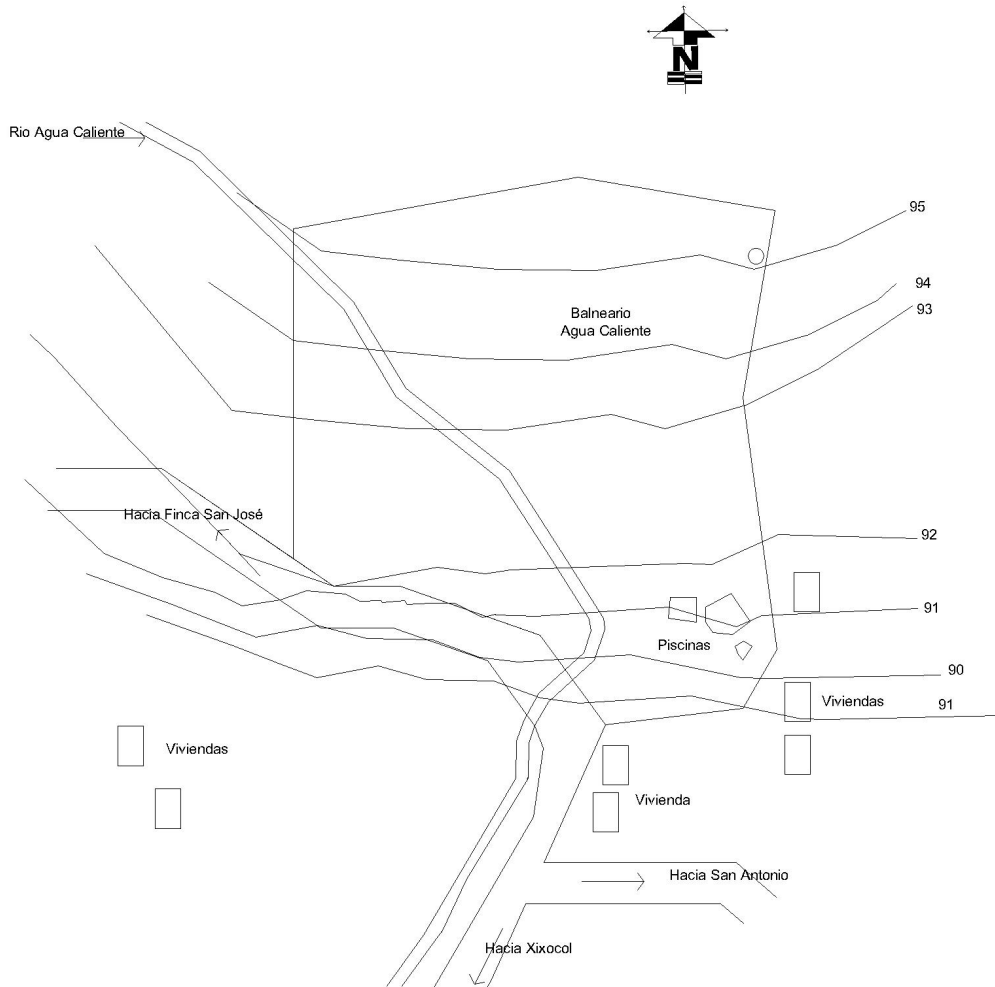 N
Rio Agua Caliente
95
94
Balneario
Agua Caliente
93
Hacia Finca San José
92
91
Piscinas
90
Viviendas
91
Viviendas
Vivienda
Hacia San Antonio
Hacia Xixocol